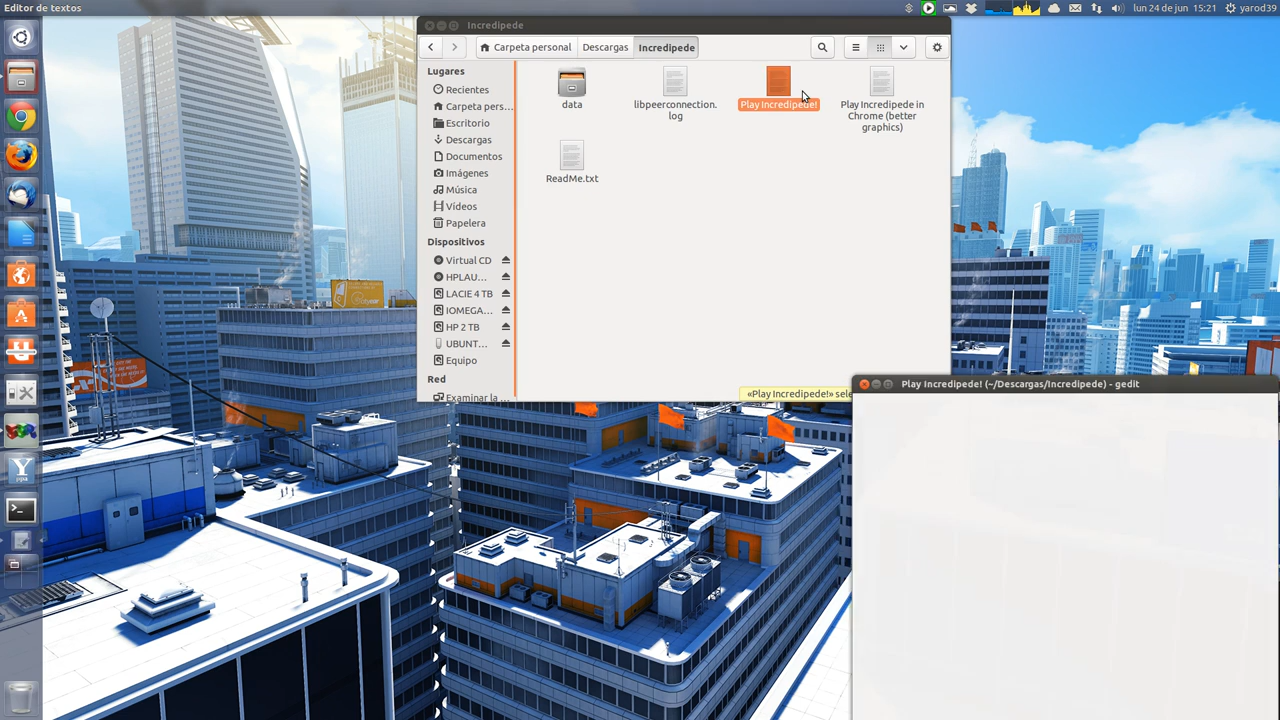 Editor de textos
lun 24 de jun 15:21 yarod39
Incredipede
Carpeta personal
Descargas
Incredipede
Lugares
Recientes
Carpeta pers...
Escritorio
Descargas
Documentos
Imágenes
Música
Vídeos
Papelera
Dispositivos
Virtual CD
HPLAU...
LACIE 4 TB
IOMEGA...
HP 2 TB
UBUNT...
Equipo
Red
Examinar la ...
data
libpeerconnection.
log
Play Incredipede!
Play Incredipede in
Chrome (better
graphics)
ReadMe.txt
«Play Incredipede!» sele
Play Incredipede! (~/Descargas/Incredipede) - gedit